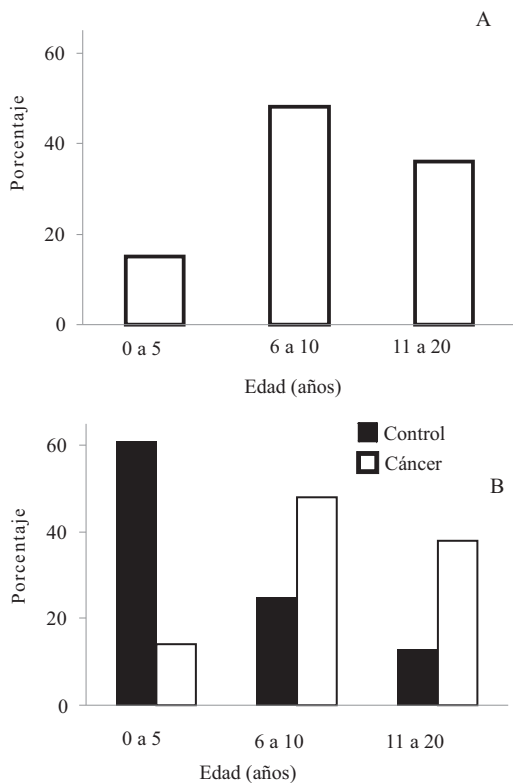 A
Porcentaje
60
40
20
0
0 a 5
6 a 10
11 a 20
Edad (años)
Control
Cáncer
B
Porcentaje
60
40
20
0
0 a 5
6 a 10
11 a 20
Edad (años)